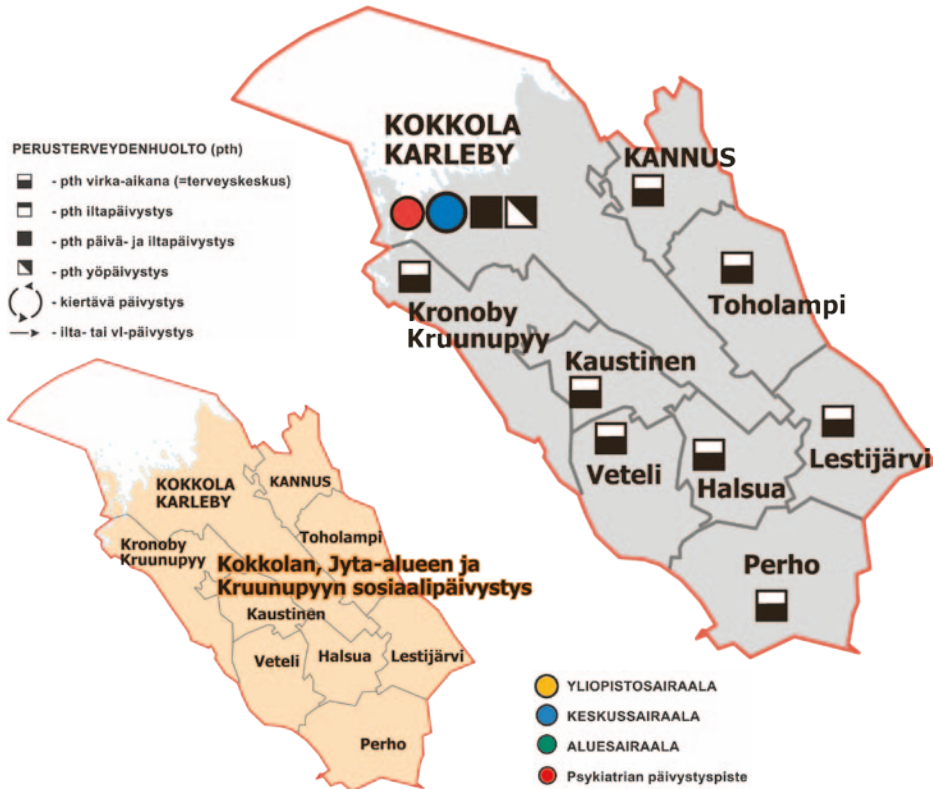 KOKKOLA
KARLEBY
KANNUS
Toholampi
Kronoby
Kruunupyy
Kaustinen
Veteli
Halsua
Lestijärvi
Perho
PERUSTERVEYDENHUOLTO (pth)
- pth virka-aikana (=terveyskeskus)
- pth iltapäivystys
- pth päivä- ja iltapäivystys
- pth yöpäivystys
- kiertävä päivystys
- ilta- tai vl-päivystys
KOKKOLA
KARLEBY
KANNUS
Toholampi
Kronoby
Kruunupyy
Kokkolan, Jyta-alueen ja
Kruunupyyn sosiaalipäivystys
Kaustinen
Veteli
Halsua
Lestijärvi
Perho
YLIOPISTOSAIRAALA
KESKUSSAIRAALA
ALUESAIRAALA
Psykiatrian päivystyspiste